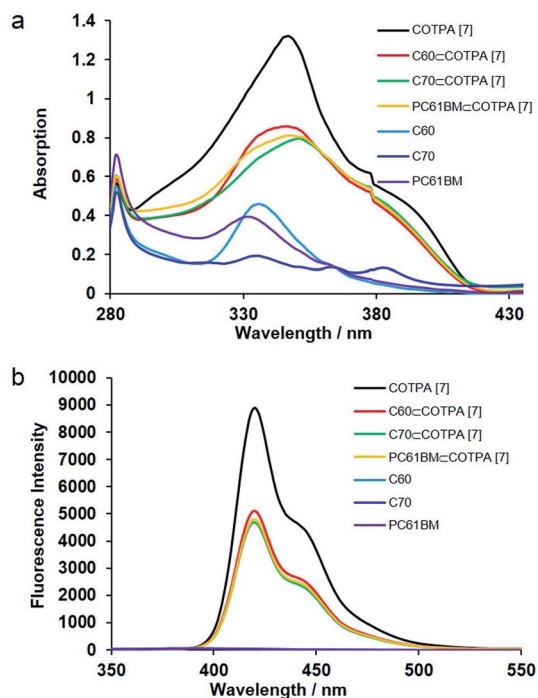 a
1.4
1.2
1
0.8
0.6
0.4
0.2
0
Absorption
280
330
380
430
Wavelength / nm
COTPA [7]
C60⊂COTPA [7]
C70⊂COTPA [7]
PC61BM⊂COTPA [7]
C60
C70
PC61BM
b
10000
9000
8000
7000
6000
5000
4000
3000
2000
1000
0
Fluorescence Intensity
350
400
450
500
550
Wavelength / nm
COTPA [7]
C60⊂COTPA [7]
C70⊂COTPA [7]
PC61BM⊂COTPA [7]
C60
C70
PC61BM